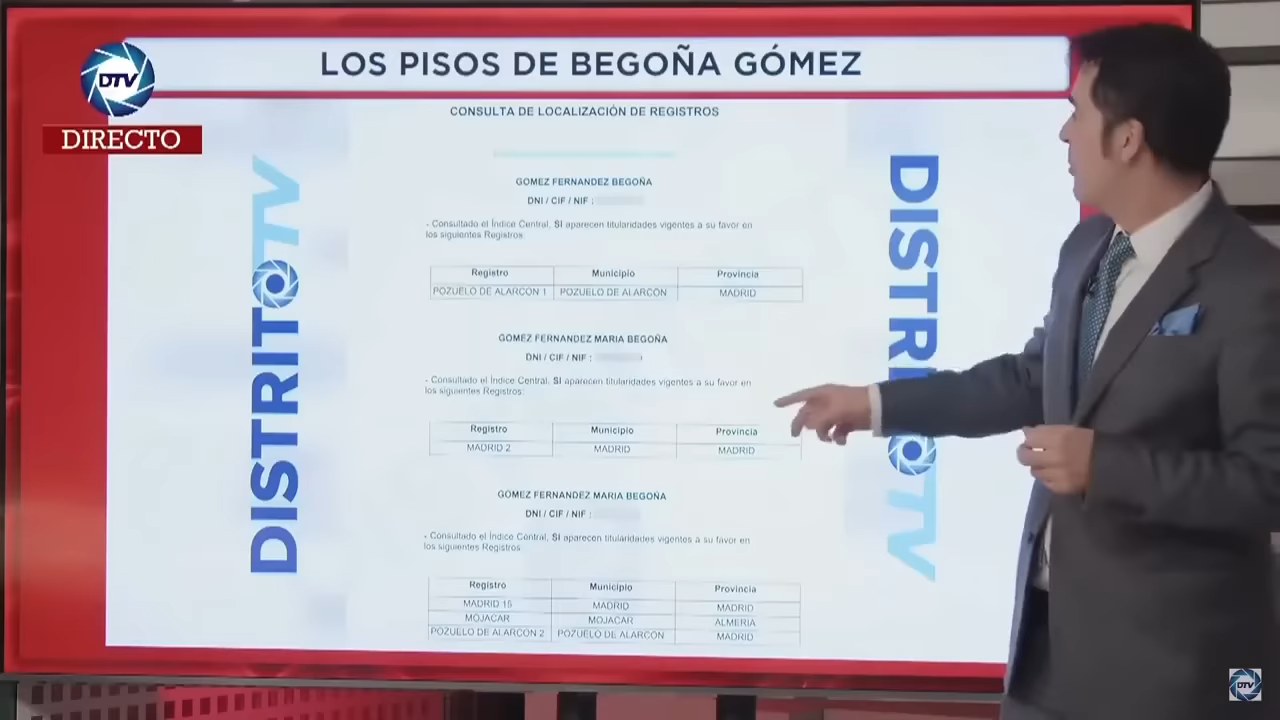 LOS PISOS DE BEGOÑA GÓMEZ
DTV
DIRECTO
CONSULTA DE LOCALIZACIÓN DE REGISTROS
GOMEZ FERNANDEZ BEGOÑA
DNI / CIF / NIF :
- Consultado el Índice Central, SI aparecen titularidades vigentes a su favor en
los siguientes Registros
Registro Municipio Provincia
POZUELO DE ALARCÓN 1 POZUELO DE ALARCÓN MADRID
GOMEZ FERNANDEZ MARIA BEGOÑA
DNI / CIF / NIF :
- Consultado el Índice Central, SI aparecen titularidades vigentes a su favor en
los siguientes Registros:
Registro Municipio Provincia
MADRID 2 MADRID MADRID
GOMEZ FERNANDEZ MARIA BEGOÑA
DNI / CIF / NIF :
- Consultado el Índice Central, SI aparecen titularidades vigentes a su favor en
los siguientes Registros
Registro Municipio Provincia
MADRID 15 MADRID MADRID
MOJACAR MOJACAR ALMERIA
POZUELO DE ALARCÓN 2 POZUELO DE ALARCÓN MADRID
DISTRITOTV
DISTRITOTV
DTV